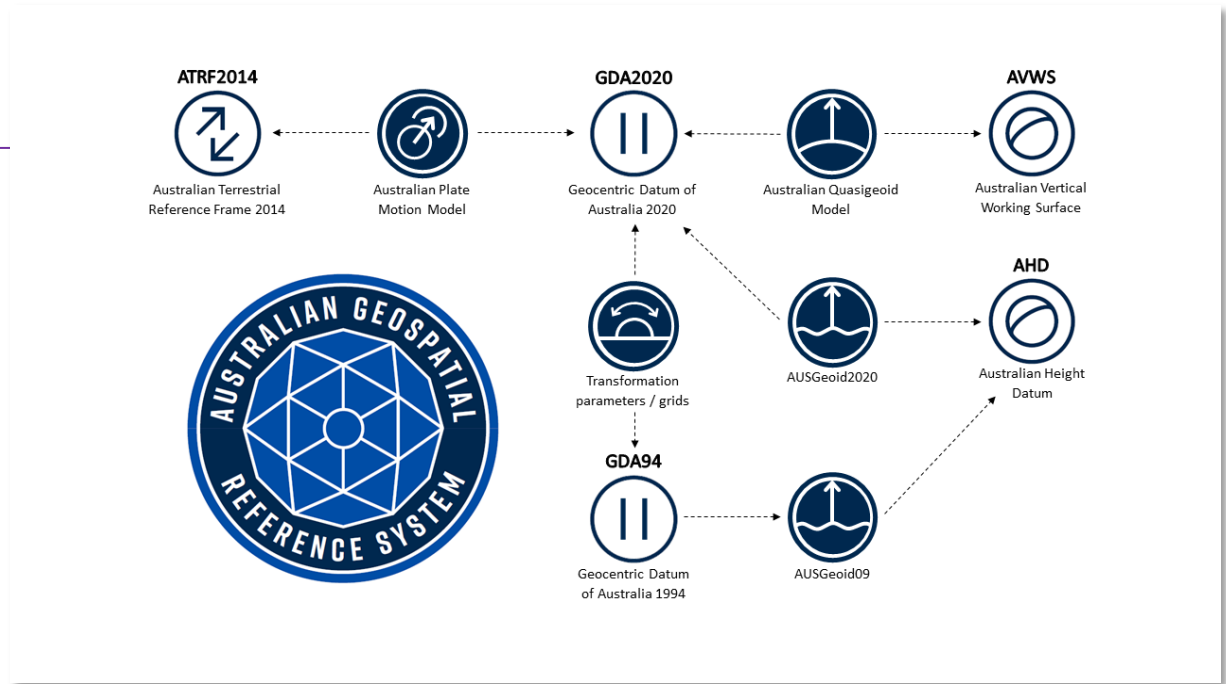 ATRF2014
GDA2020
AVWS
Australian Terrestrial
Reference Frame 2014
Australian Plate
Motion Model
Geocentric Datum of
Australia 2020
Australian Quasigeoid
Model
Australian Vertical
Working Surface
AHD
AUSTRALIAN GEOSPATIAL
REFERENCE SYSTEM
Transformation
parameters / grids
AUSGeoid2020
Australian Height
Datum
GDA94
Geocentric Datum
of Australia 1994
AUSGeoid09